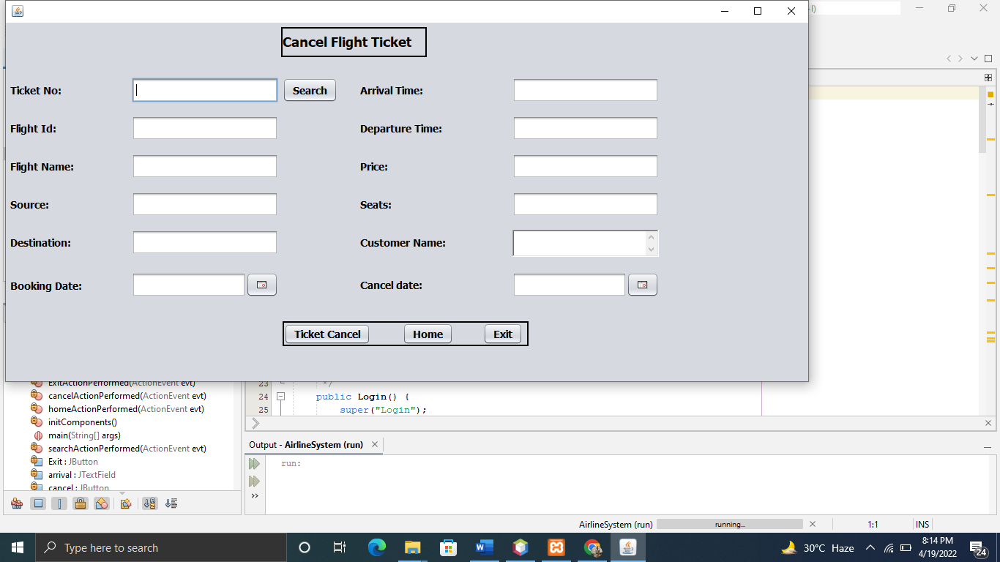 -I)
Cancel Flight Ticket
Ticket No: Search Arrival Time:
Flight Id: Departure Time:
Flight Name: Price:
Source: Seats:
Destination: Customer Name:
Booking Date: Cancel date:
Ticket Cancel Home Exit
ExitActionPerformed(ActionEvent evt)
cancelActionPerformed(ActionEvent evt)
homeActionPerformed(ActionEvent evt)
initComponents()
main(String[] args)
searchActionPerformed(ActionEvent evt)
Exit : JButton
arrival : JTextField
cancel : JButton
23 */
24 public Login() {
25 super("Login");
Output - AirlineSystem (run)
run:
AirlineSystem (run) running... 1:1 INS
Type here to search
30°C Haze
8:14 PM
4/19/2022
24